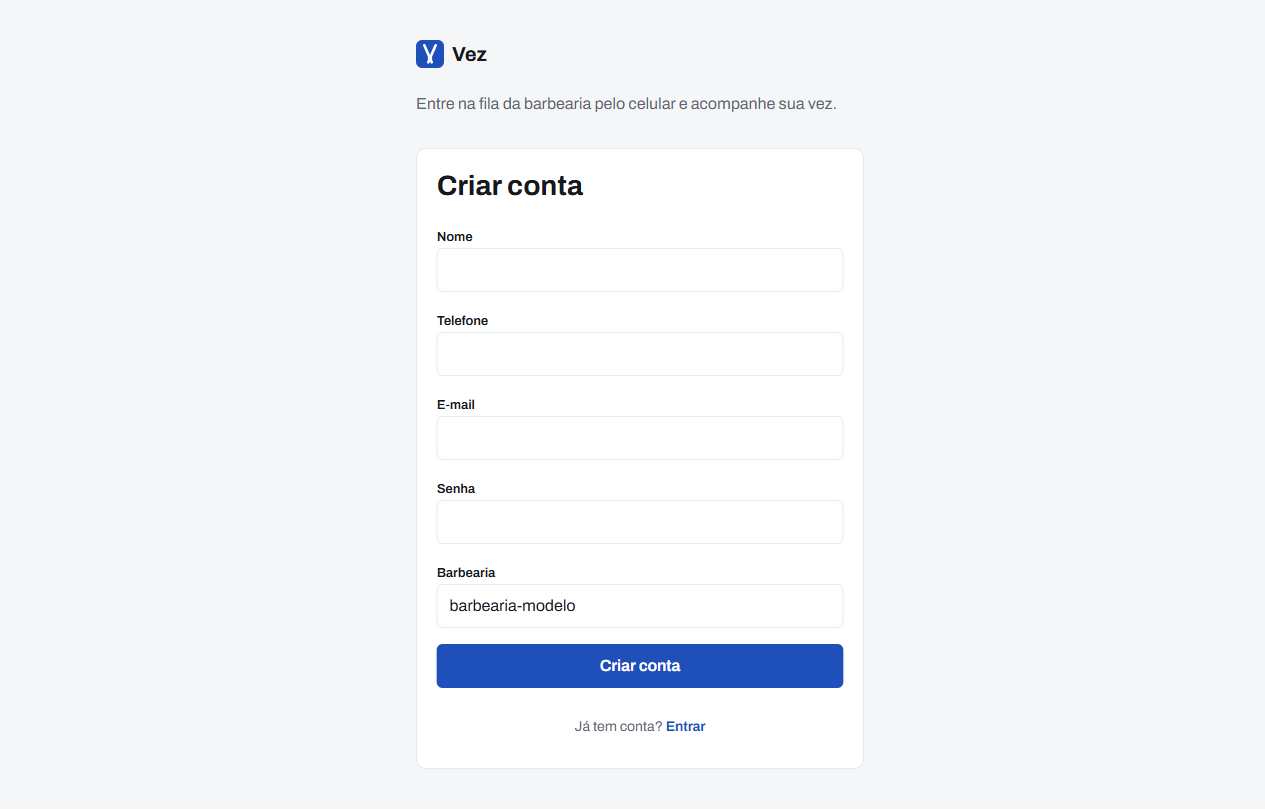 Vez
Entre na fila da barbearia pelo celular e acompanhe sua vez.
Criar conta
Nome
Telefone
E-mail
Senha
Barbearia
barbearia-modelo
Criar conta
Já tem conta? Entrar